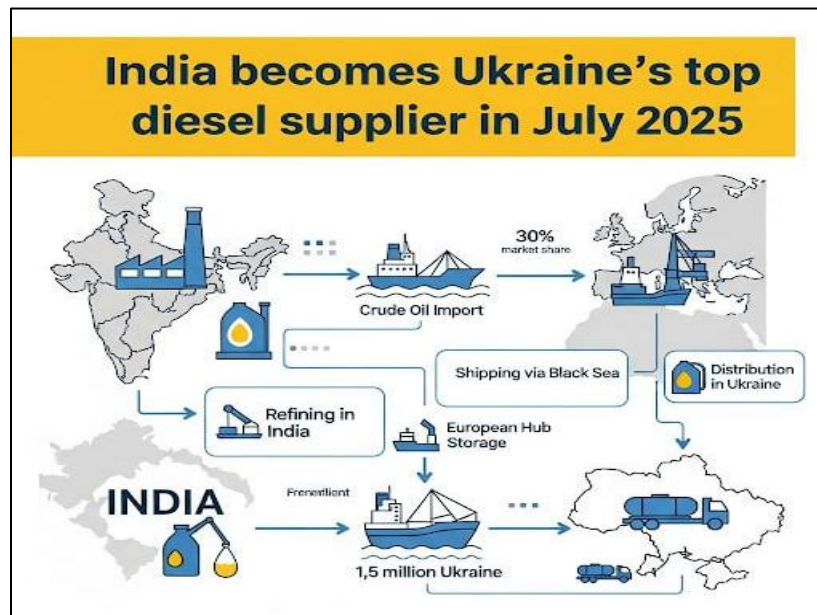 India becomes Ukraine's top
diesel supplier in July 2025
30%
market share
Crude Oil Import
Shipping via Black Sea
Distribution
in Ukraine
Refining in
India
European Hub
Storage
INDIA
1,5 million Ukraine